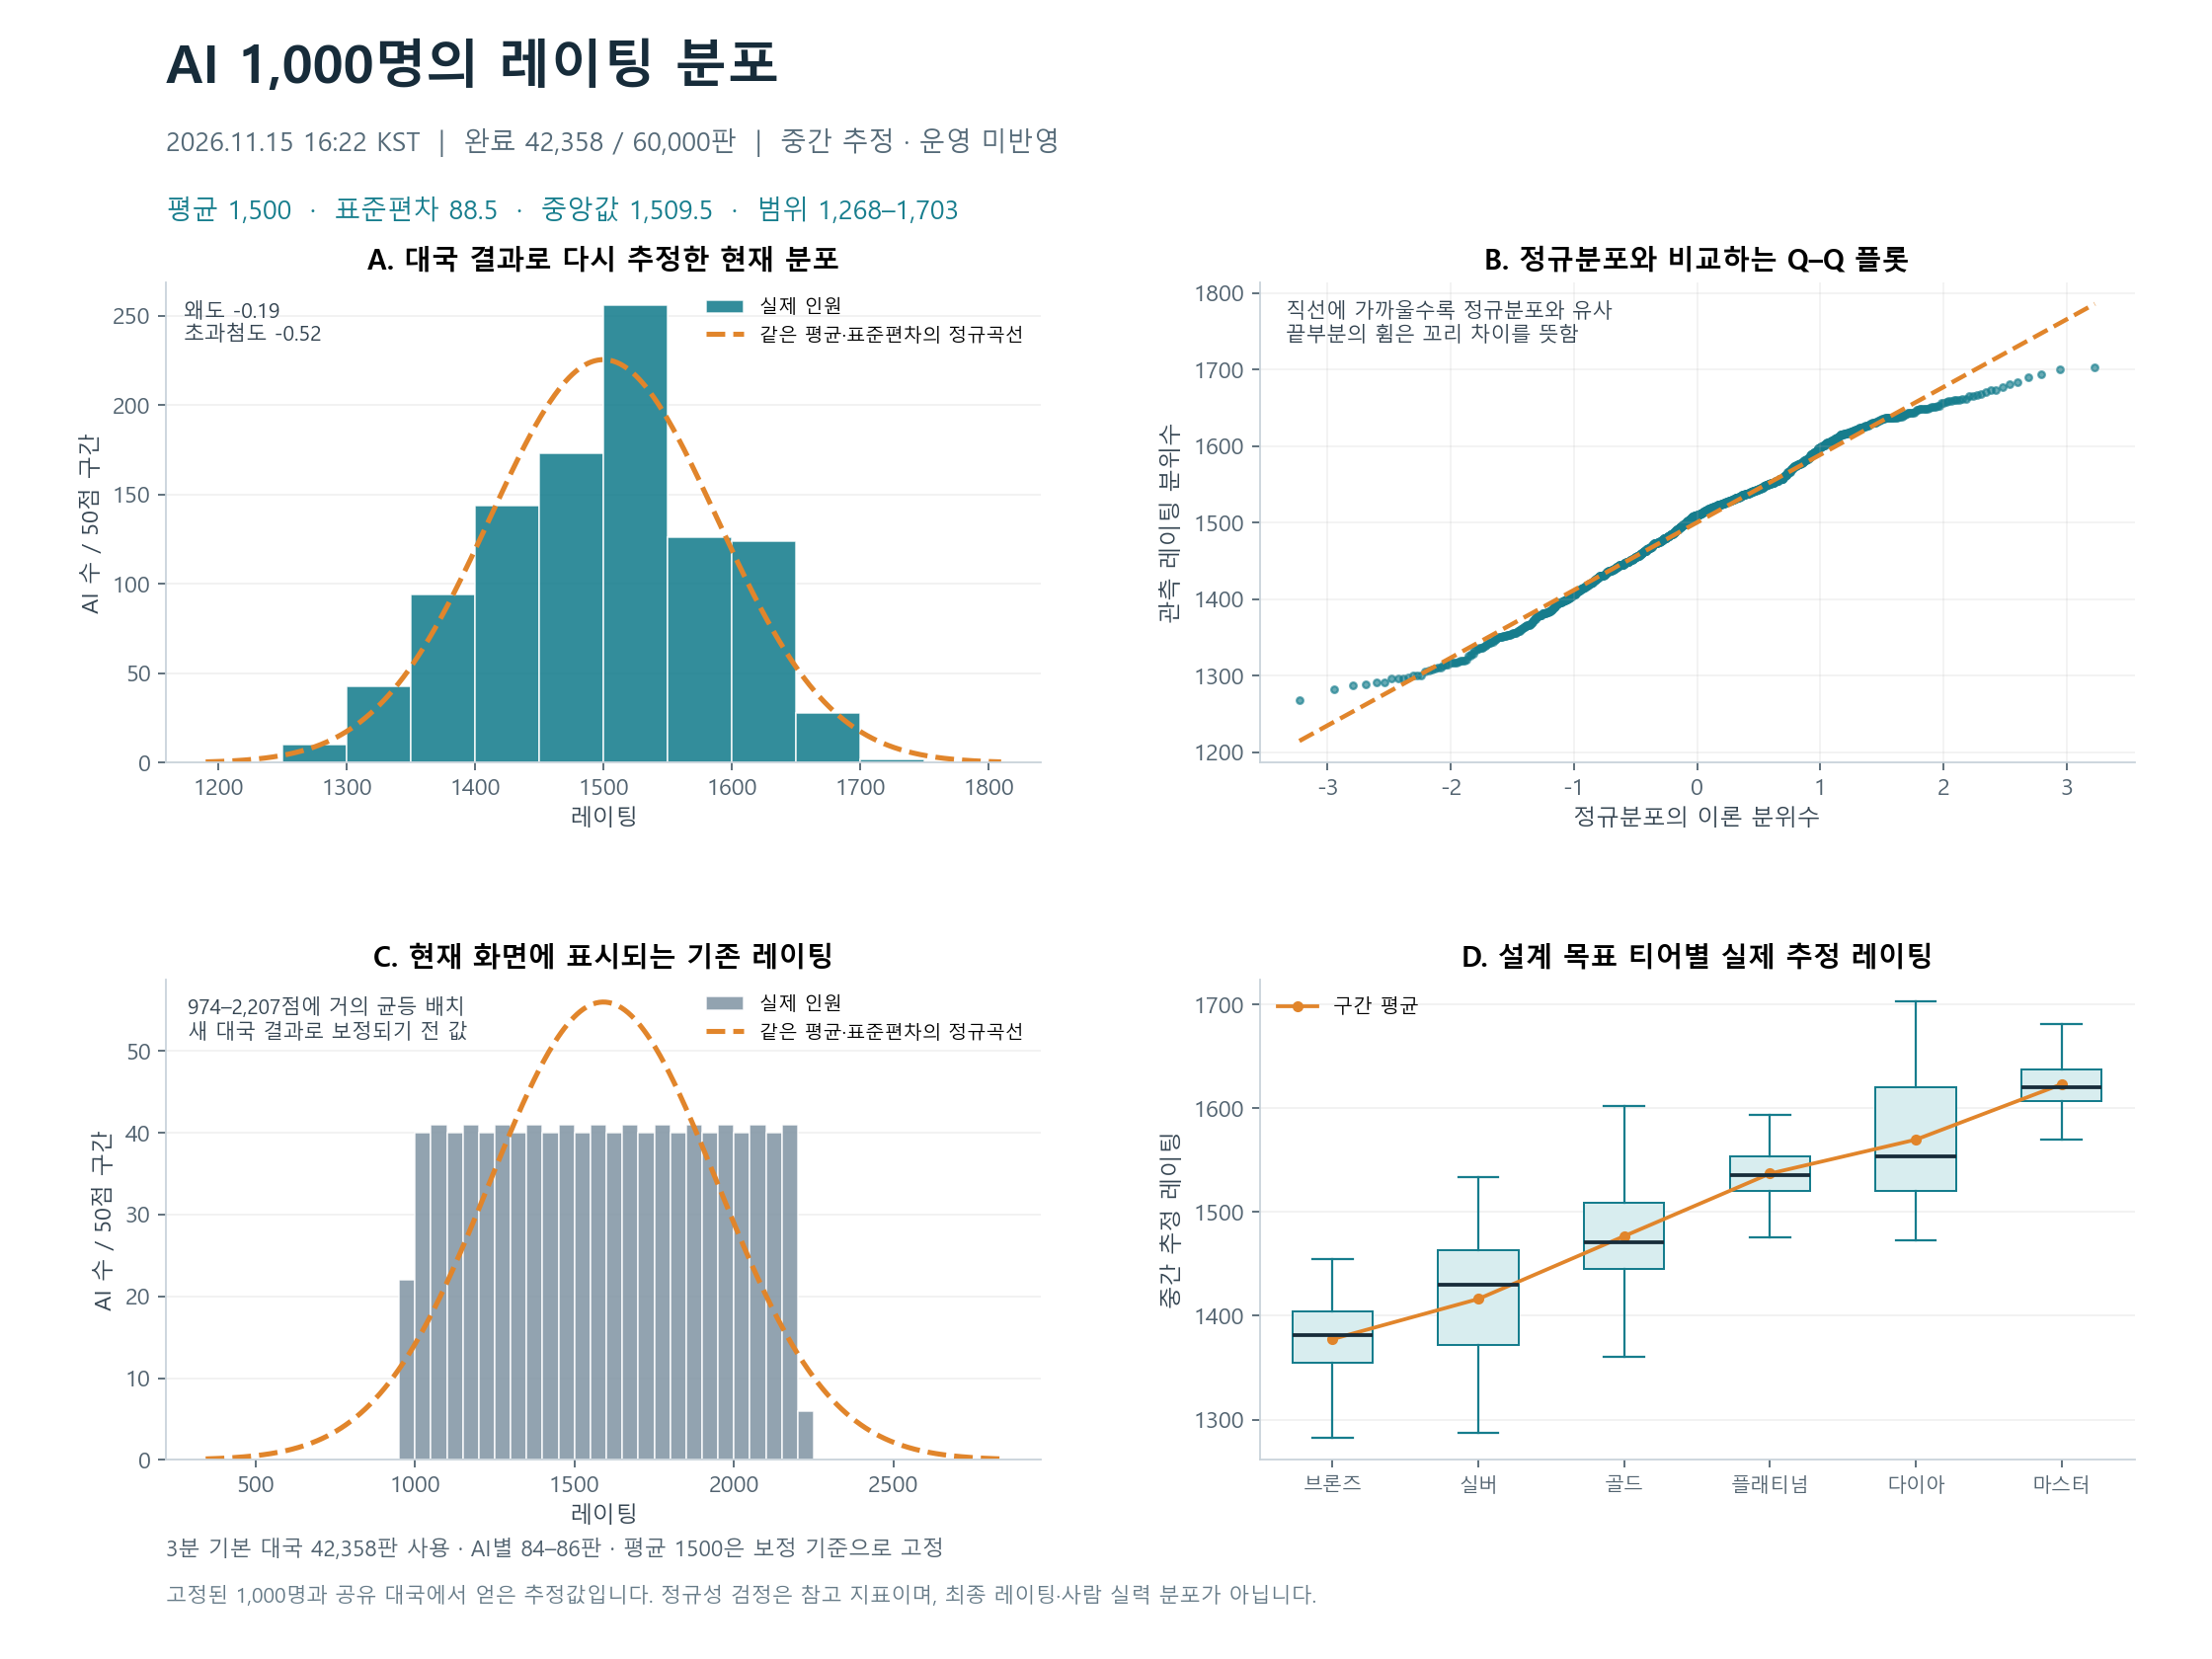 AI 1,000명의 레이팅 분포
2026.11.15 16:22 KST | 완료 42,358 / 60,000판 | 중간 추정 · 운영 미반영
평균 1,500 · 표준편차 88.5 · 중앙값 1,509.5 · 범위 1,268–1,703
A. 대국 결과로 다시 추정한 현재 분포
왜도 -0.19
초과첨도 -0.52
실제 인원
같은 평균·표준편차의 정규곡선
AI 수 / 50점 구간
250
200
150
100
50
0
1200 1300 1400 1500 1600 1700 1800
레이팅
B. 정규분포와 비교하는 Q–Q 플롯
직선에 가까울수록 정규분포와 유사
끝부분의 휨은 꼬리 차이를 뜻함
관측 레이팅 분위수
1800
1700
1600
1500
1400
1300
1200
-3 -2 -1 0 1 2 3
정규분포의 이론 분위수
C. 현재 화면에 표시되는 기존 레이팅
974–2,207점에 거의 균등 배치
새 대국 결과로 보정되기 전 값
실제 인원
같은 평균·표준편차의 정규곡선
AI 수 / 50점 구간
50
40
30
20
10
0
500 1000 1500 2000 2500
레이팅
D. 설계 목표 티어별 실제 추정 레이팅
구간 평균
중간 추정 레이팅
1700
1600
1500
1400
1300
브론즈 실버 골드 플래티넘 다이아 마스터
3분 기본 대국 42,358판 사용 · AI별 84–86판 · 평균 1500은 보정 기준으로 고정
고정된 1,000명과 공유 대국에서 얻은 추정값입니다. 정규성 검정은 참고 지표이며, 최종 레이팅·사람 실력 분포가 아닙니다.